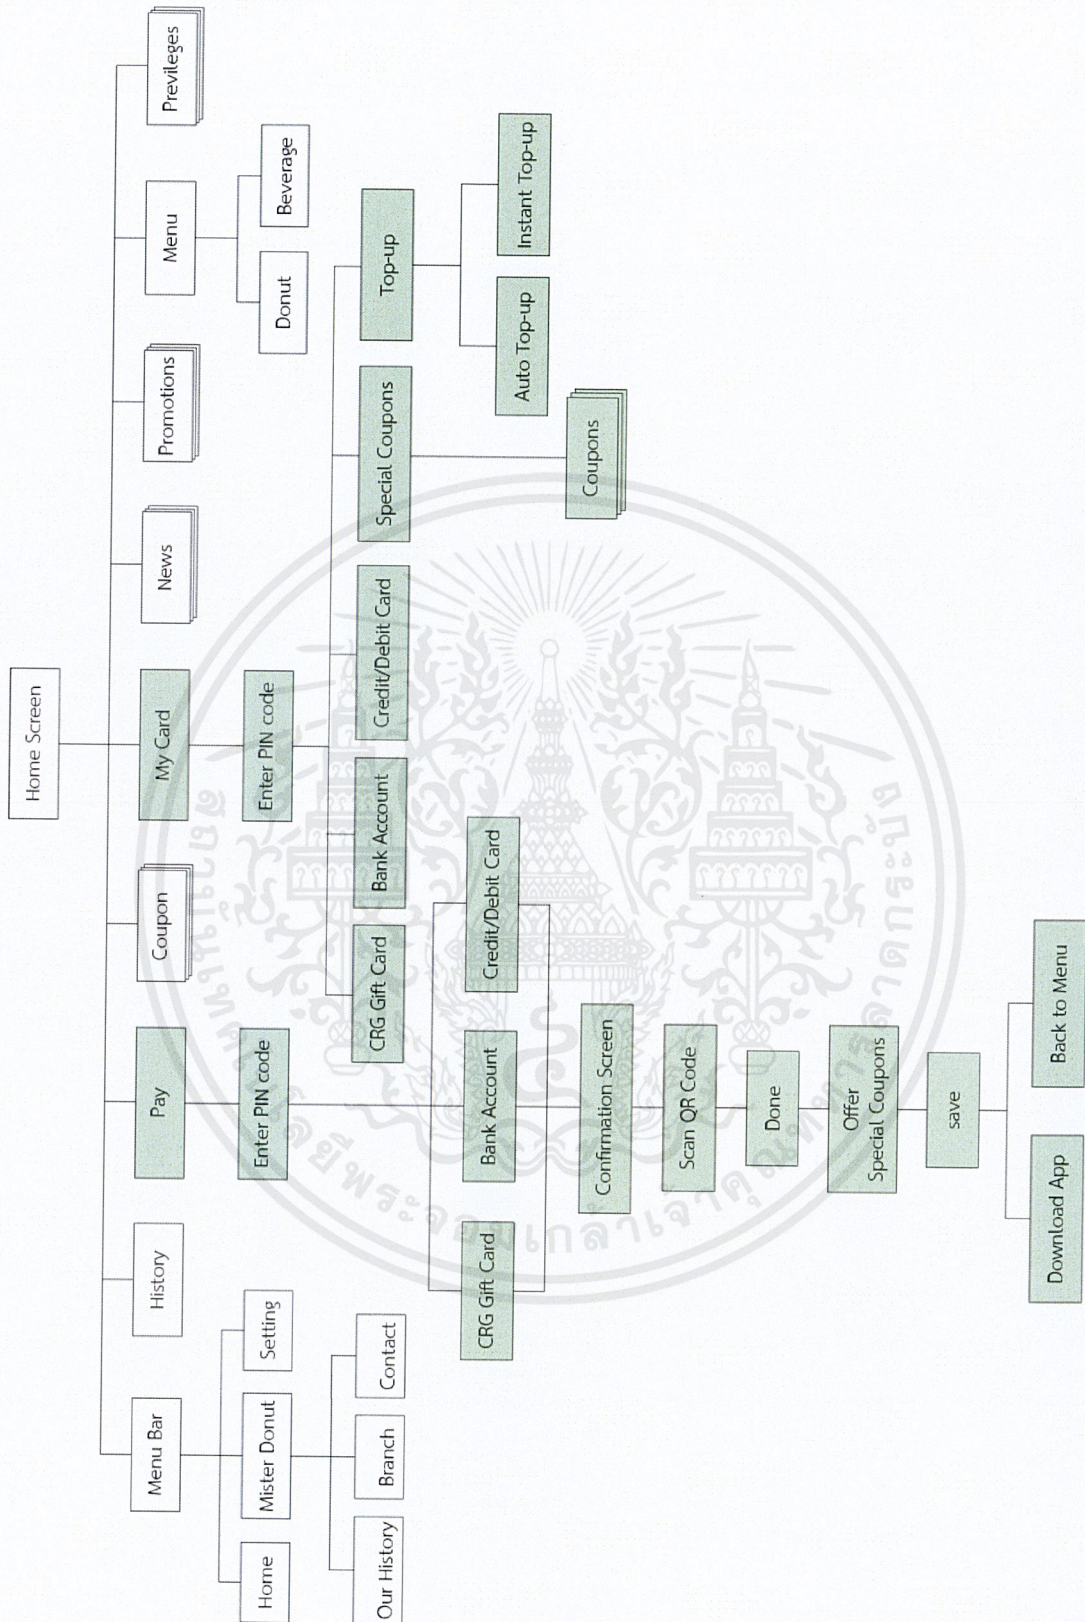 Home Screen
Menu Bar
History
Pay
Coupon
My Card
News
Promotions
Menu
Previleges
Home
Mister Donut
Setting
Enter PIN code
Enter PIN code
Donut
Beverage
Our History
Branch
Contact
CRG Gift Card
Bank Account
Credit/Debit Card
Special Coupons
Top-up
CRG Gift Card
Bank Account
Credit/Debit Card
Auto Top-up
Instant Top-up
Confirmation Screen
Coupons
Scan QR Code
Done
Offer
Special Coupons
save
Download App
Back to Menu